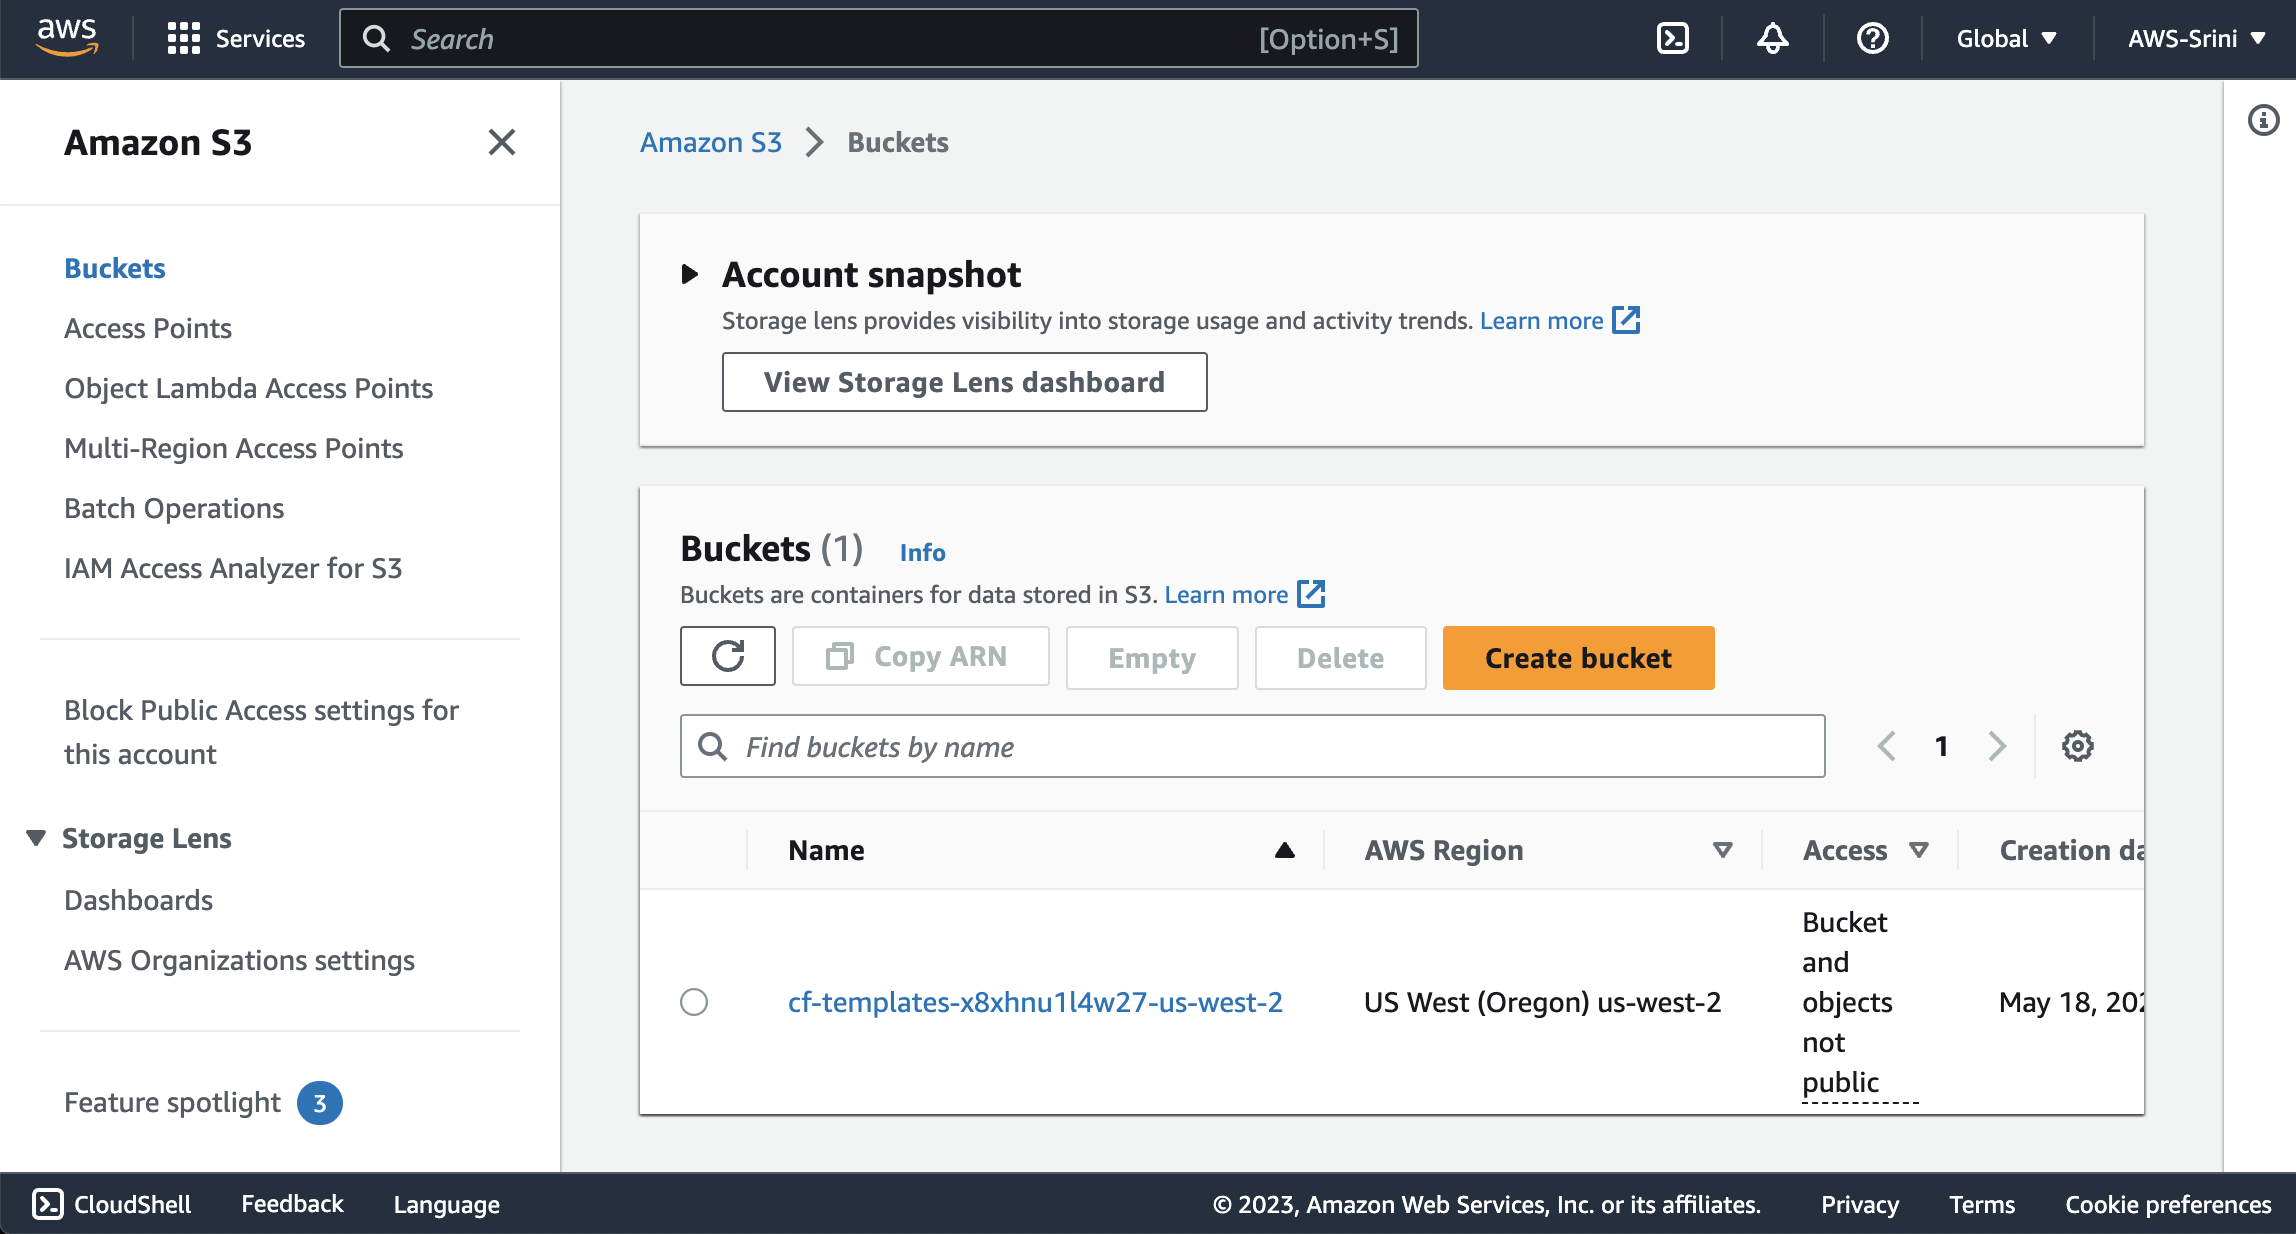 aws
Services
Search
[Option+S]
Global
AWS-Srini
Amazon S3
Buckets
Access Points
Object Lambda Access Points
Multi-Region Access Points
Batch Operations
IAM Access Analyzer for S3
Block Public Access settings for
this account
Storage Lens
Dashboards
AWS Organizations settings
Feature spotlight 3
Amazon S3 > Buckets
Account snapshot
Storage lens provides visibility into storage usage and activity trends. Learn more
View Storage Lens dashboard
Buckets (1) Info
Buckets are containers for data stored in S3. Learn more
Copy ARN
Empty
Delete
Create bucket
Find buckets by name
1
Name
AWS Region
Access
Creation da
cf-templates-x8xhnu1l4w27-us-west-2
US West (Oregon) us-west-2
Bucket
and
objects
not
public
May 18, 202
CloudShell
Feedback
Language
© 2023, Amazon Web Services, Inc. or its affiliates.
Privacy
Terms
Cookie preferences